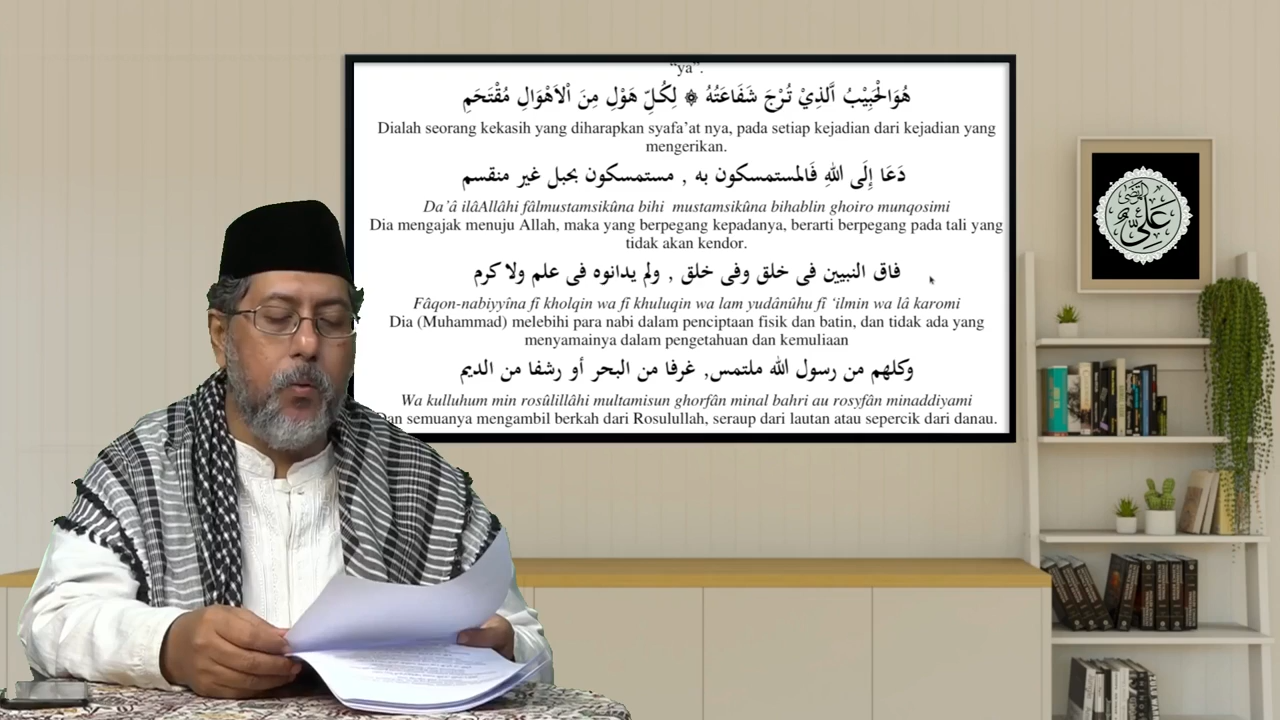 “ya”.
هُوَالْحَبِيْبُ الَّذِيْ تُرْجَ شَفَاعَتُهُ ۞ لِكُلِّ هَوْلٍ مِنَ اْلاَهْوَالِ مُقْتَحَمِ
Dialah seorang kekasih yang diharapkan syafa’at nya, pada setiap kejadian dari kejadian yang
mengerikan.
دَعَا إِلَى اللهِ فَالمستمسكون به , مستمسكون بحبل غير منقسم
Da’â ilâAllâhi fâlmustamsikûna bihi mustamsikûna bihablin ghoiro munqosimi
Dia mengajak menuju Allah, maka yang berpegang kepadanya, berarti berpegang pada tali yang
tidak akan kendor.
فاق النبيين فى خلق وفى خلق , ولم يدانوه فى علم ولا كرم
Fâqon-nabiyyîna fî kholqin wa fî khuluqin wa lam yudânûhu fî ‘ilmin wa lâ karomi
Dia (Muhammad) melebihi para nabi dalam penciptaan fisik dan batin, dan tidak ada yang
menyamainya dalam pengetahuan dan kemuliaan
وكلهم من رسول الله ملتمس, غرفا من البحر أو رشفا من الديم
Wa kulluhum min rosûlillâhi multamisun ghorfân minal bahri au rosyfân minaddiyami
semuanya mengambil berkah dari Rosulullah, seraup dari lautan atau sepercik dari danau.
علي
المرتضى